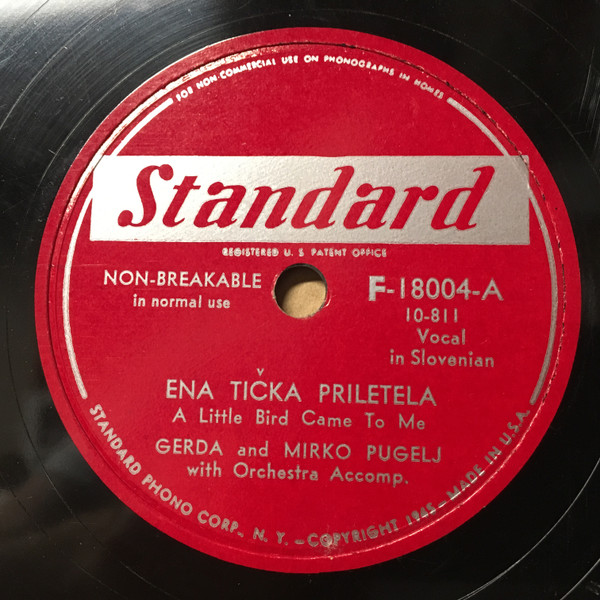 FOR NON-COMMERCIAL USE ON PHONOGRAPHS IN HOMES
Standard
REGISTERED U. S. PATENT OFFICE
NON-BREAKABLE
in normal use
F-18004-A
10-811
Vocal
in Slovenian
ENA TIČKA PRILETELA
A Little Bird Came To Me
GERDA and MIRKO PUGELJ
with Orchestra Accomp.
STANDARD PHONO CORP., N. Y. — COPYRIGHT 1945 — MADE IN U.S.A.